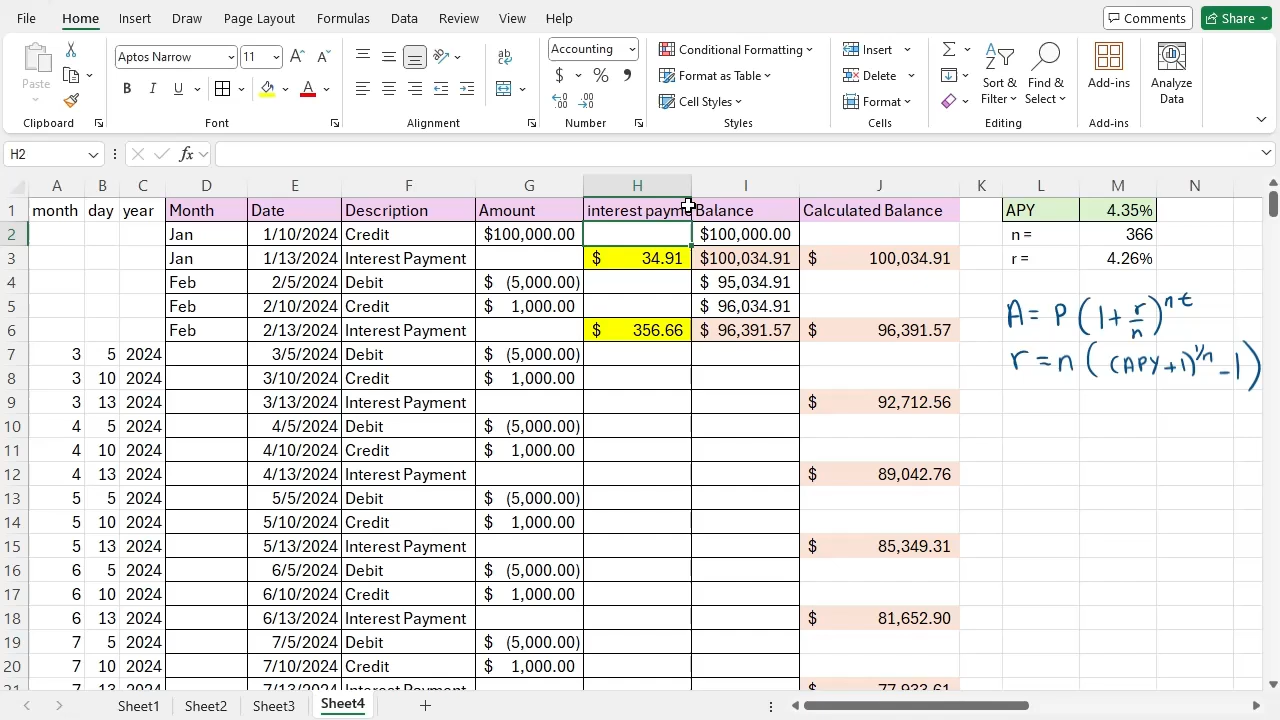 File Home Insert Draw Page Layout Formulas Data Review View Help Comments Share
Aptos Narrow 11 A A ab Accounting Conditional Formatting Insert
Paste $ % , Format as Table Delete Sort & Filter Find & Select Add-ins Analyze Data
B I U A Cell Styles Format
Clipboard Font Alignment Number Styles Cells Editing Add-ins
H2 fx
A B C D E F G H I J K L M N
1 month day year Month Date Description Amount interest paym Balance Calculated Balance APY 4.35%
2 Jan 1/10/2024 Credit $100,000.00 $100,000.00 n = 366
3 Jan 1/13/2024 Interest Payment $ 34.91 $100,034.91 $ 100,034.91 r = 4.26%
4 Feb 2/5/2024 Debit $ (5,000.00) $ 95,034.91
5 Feb 2/10/2024 Credit $ 1,000.00 $ 96,034.91
6 Feb 2/13/2024 Interest Payment $ 356.66 $ 96,391.57 $ 96,391.57
A = P (1 + r/n)^nt
7 3 5 2024 3/5/2024 Debit $ (5,000.00)
r = n ( (APY+1)^1/n - 1)
8 3 10 2024 3/10/2024 Credit $ 1,000.00
9 3 13 2024 3/13/2024 Interest Payment $ 92,712.56
10 4 5 2024 4/5/2024 Debit $ (5,000.00)
11 4 10 2024 4/10/2024 Credit $ 1,000.00
12 4 13 2024 4/13/2024 Interest Payment $ 89,042.76
13 5 5 2024 5/5/2024 Debit $ (5,000.00)
14 5 10 2024 5/10/2024 Credit $ 1,000.00
15 5 13 2024 5/13/2024 Interest Payment $ 85,349.31
16 6 5 2024 6/5/2024 Debit $ (5,000.00)
17 6 10 2024 6/10/2024 Credit $ 1,000.00
18 6 13 2024 6/13/2024 Interest Payment $ 81,652.90
19 7 5 2024 7/5/2024 Debit $ (5,000.00)
20 7 10 2024 7/10/2024 Credit $ 1,000.00
21 7 13 2024 7/13/2024 Interest Payment $ 77,933.61
Sheet1 Sheet2 Sheet3 Sheet4